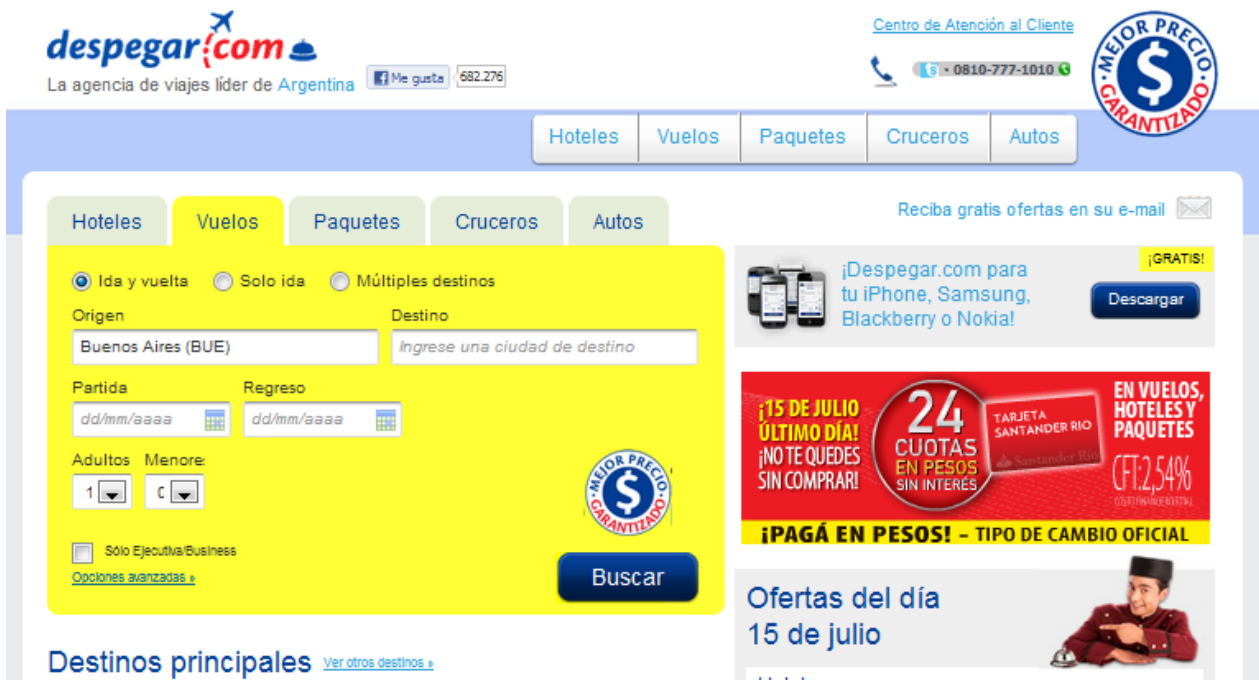 despegar.com
La agencia de viajes líder de Argentina
Me gusta
682.276
Centro de Atención al Cliente
0810-777-1010
MEJOR PRECIO GARANTIZADO
$
Hoteles Vuelos Paquetes Cruceros Autos
Hoteles Vuelos Paquetes Cruceros Autos
Ida y vuelta Solo ida Múltiples destinos
Origen Destino
Buenos Aires (BUE) Ingrese una ciudad de destino
Partida Regreso
dd/mm/aaaa dd/mm/aaaa
Adultos Menore
1
MEJOR PRECIO GARANTIZADO
$
Sólo Ejecutiva/Business
Opciones avanzadas »
Buscar
Destinos principales Ver otros destinos »
Reciba gratis ofertas en su e-mail
¡GRATIS!
¡Despegar.com para
tu iPhone, Samsung,
Blackberry o Nokia!
Descargar
¡15 DE JULIO
ÚLTIMO DÍA!
¡NO TE QUEDES
SIN COMPRAR!
24
CUOTAS
EN PESOS
SIN INTERÉS
TARJETA
SANTANDER RIO
Santander Río
EN VUELOS,
HOTELES Y
PAQUETES
CFT:2,54%
¡PAGÁ EN PESOS! - TIPO DE CAMBIO OFICIAL
Ofertas del día
15 de julio